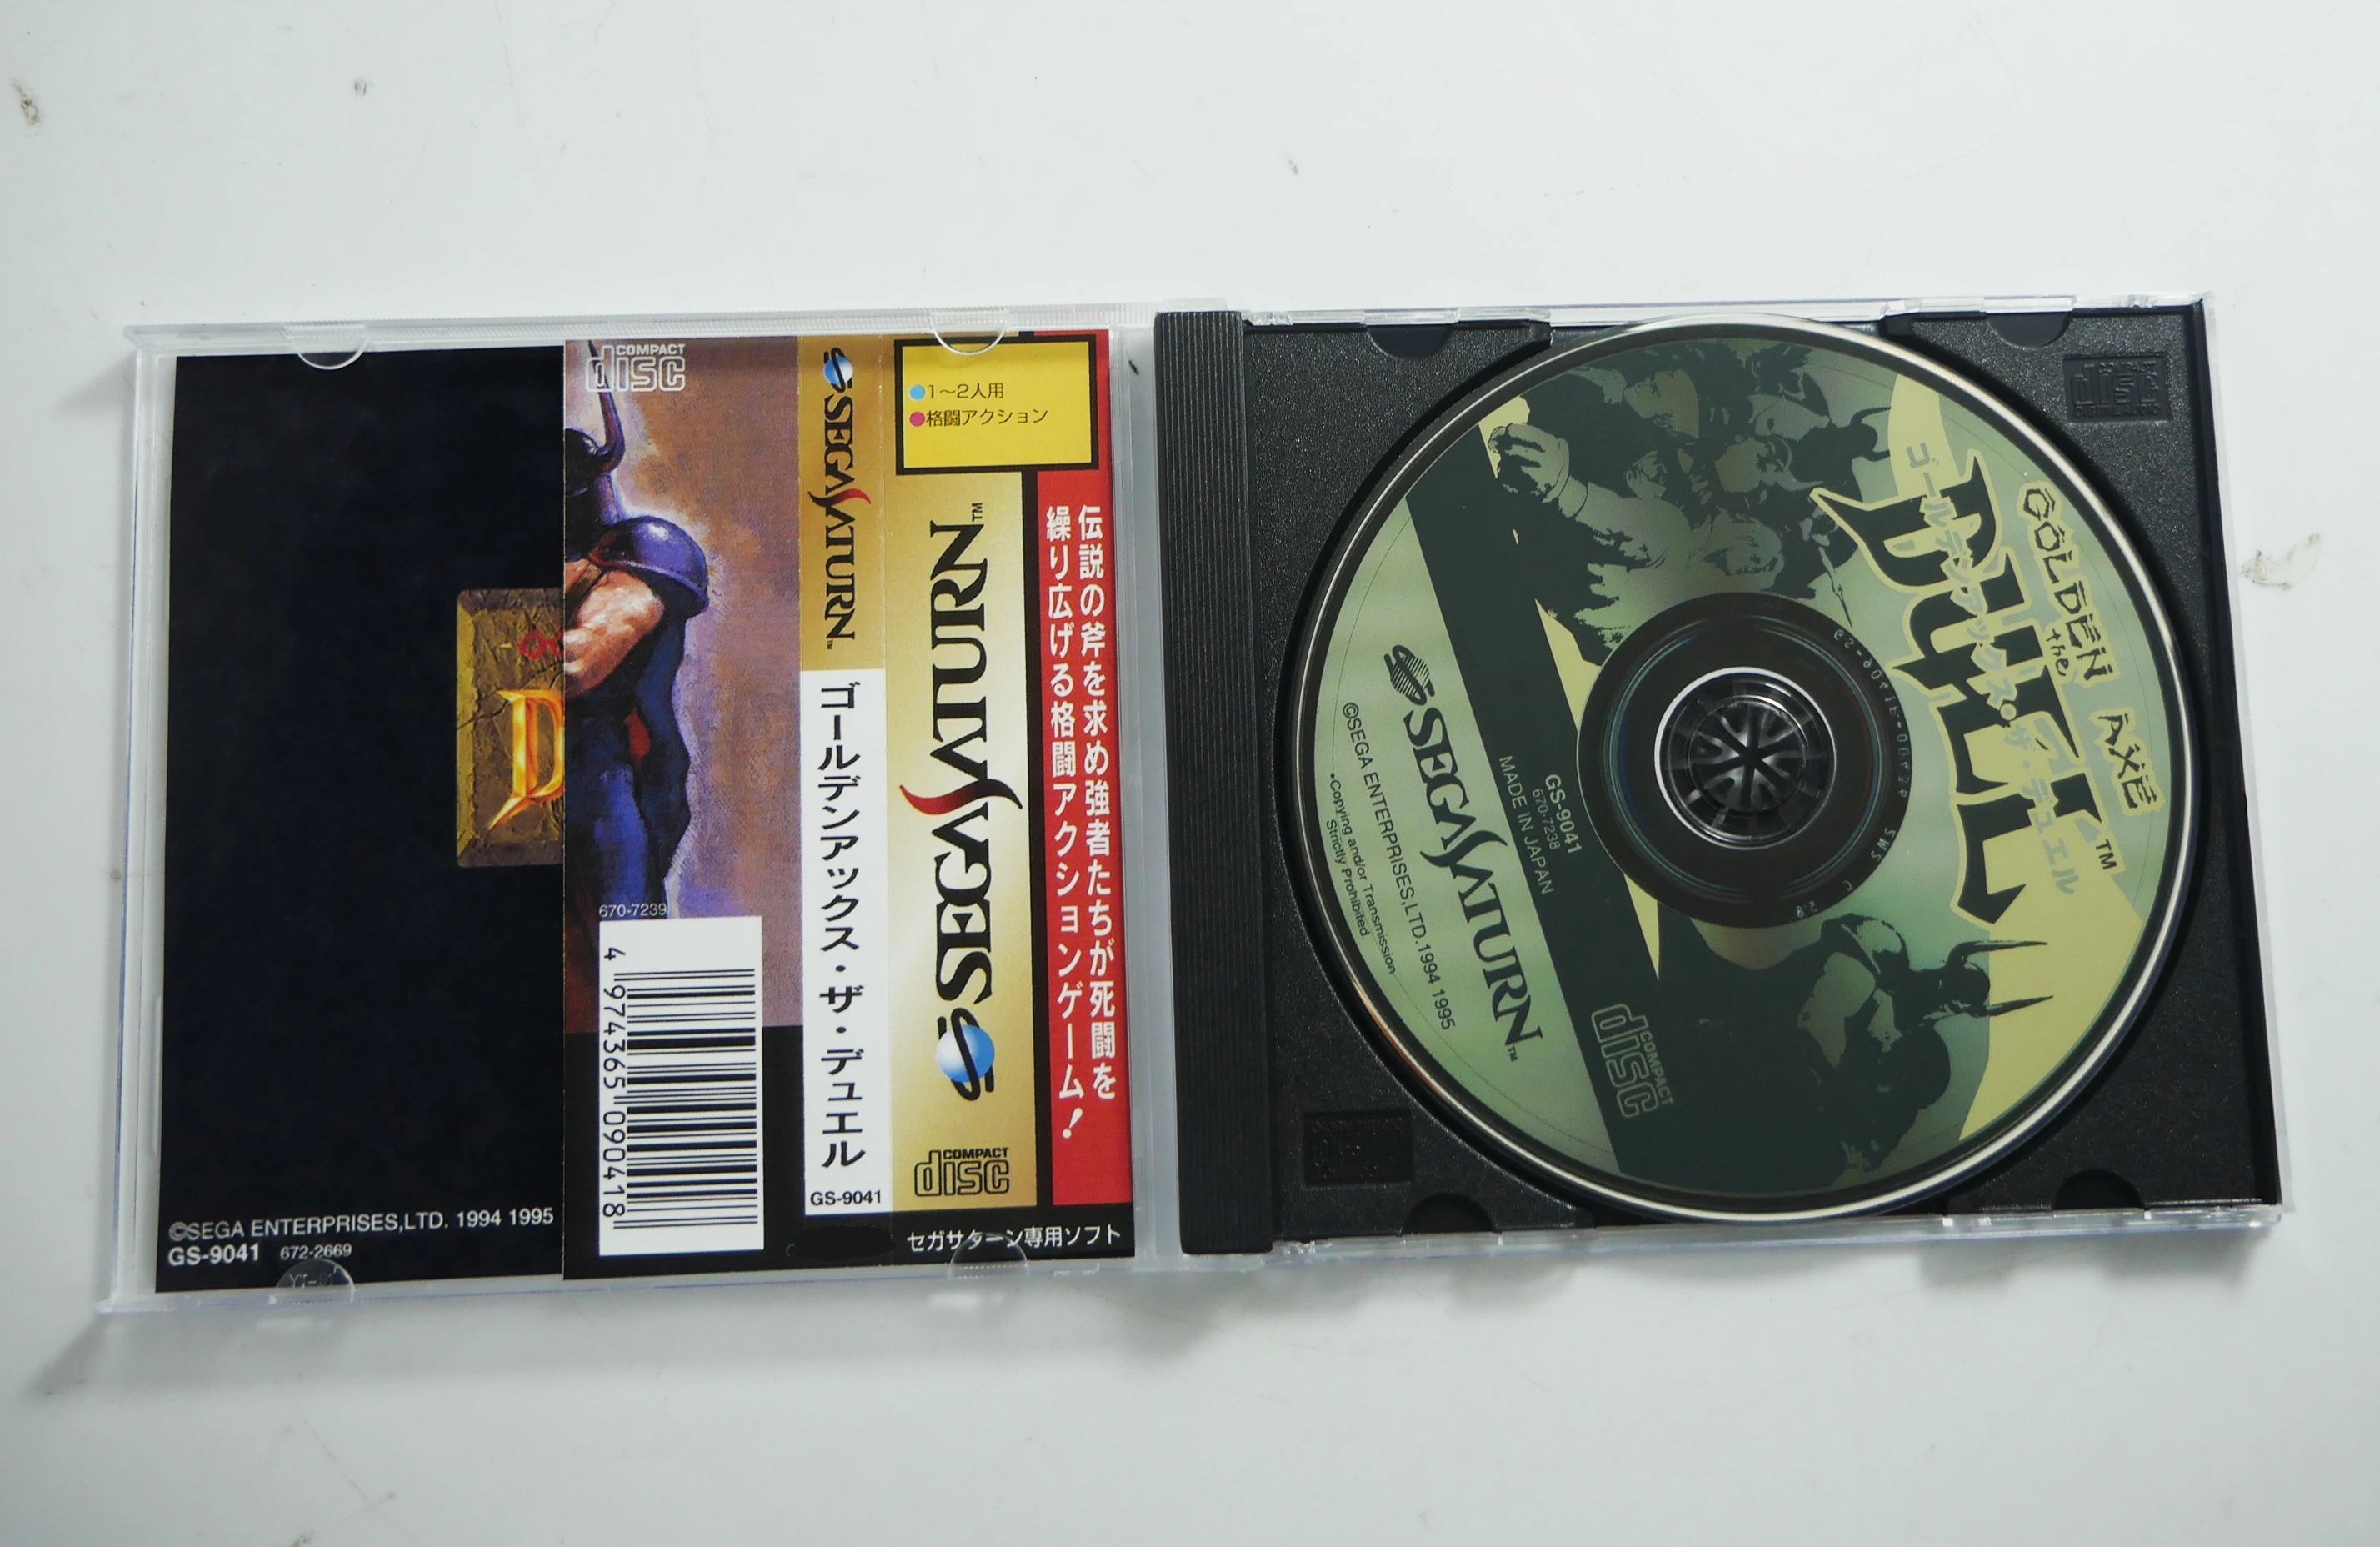 ©SEGA ENTERPRISES,LTD. 1994 1995
GS-9041 672-2669
D
COMPACT
disc
670-7239
4 974365 090418
SEGA SATURN™
ゴールデンアックス・ザ・デュエル
GS-9041
●1～2人用
●格闘アクション
SEGA SATURN™
COMPACT
disc
伝説の斧を求め強者たちが死闘を
繰り広げる格闘アクションゲーム!
セガサターン専用ソフト
GOLDEN AXE
the
DUEL™
ゴールデンアックス・ザ・デュエル
GS-9041
670-7238
MADE IN JAPAN
SEGA SATURN™
©SEGA ENTERPRISES,LTD.1994 1995
•Copying and/or Transmission
Strictly Prohibited.
COMPACT
disc